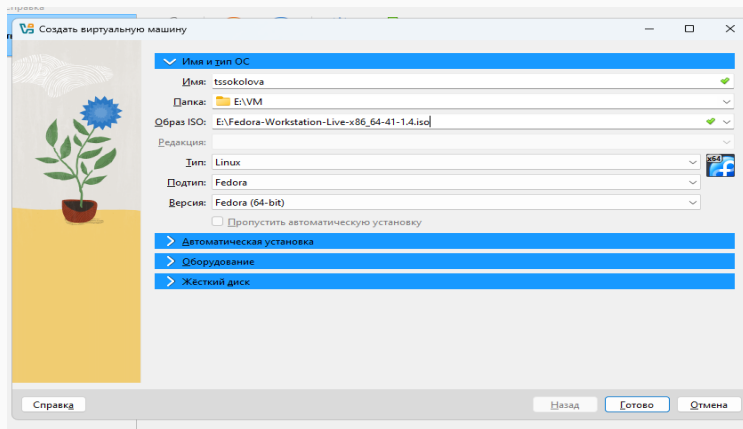 Справка
Создать виртуальную машину
Имя и тип ОС
Имя: tssokolova
Папка: E:\VM
Образ ISO: E:\Fedora-Workstation-Live-x86_64-41-1.4.iso
Редакция:
Тип: Linux
x64
Подтип: Fedora
Версия: Fedora (64-bit)
Пропустить автоматическую установку
Автоматическая установка
Оборудование
Жёсткий диск
Справка Назад Готово Отмена